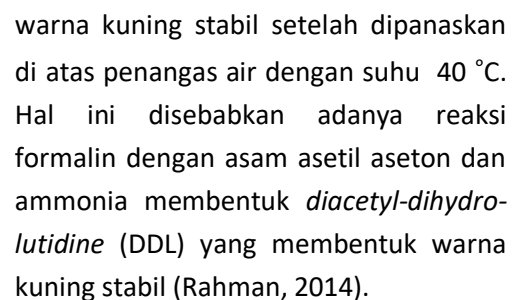 warna kuning stabil setelah dipanaskan
di atas penangas air dengan suhu  40 ˚C.
Hal ini disebabkan adanya reaksi
formalin dengan asam asetil aseton dan
ammonia membentuk diacetyl-dihydro-
lutidine (DDL) yang membentuk warna
kuning stabil (Rahman, 2014).